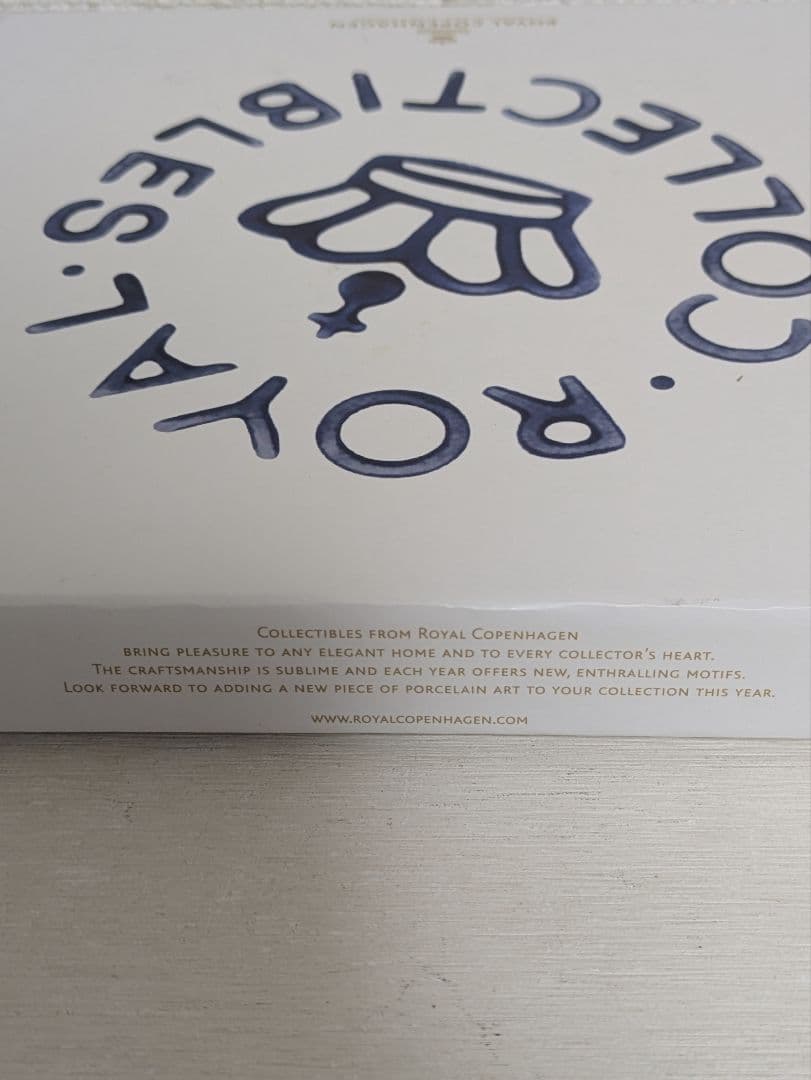 ROYAL COPENHAGEN
ROYAL · COLLECTIBLES ·
COLLECTIBLES FROM ROYAL COPENHAGEN
BRING PLEASURE TO ANY ELEGANT HOME AND TO EVERY COLLECTOR'S HEART.
THE CRAFTSMANSHIP IS SUBLIME AND EACH YEAR OFFERS NEW, ENTHRALLING MOTIFS.
LOOK FORWARD TO ADDING A NEW PIECE OF PORCELAIN ART TO YOUR COLLECTION THIS YEAR.
WWW.ROYALCOPENHAGEN.COM